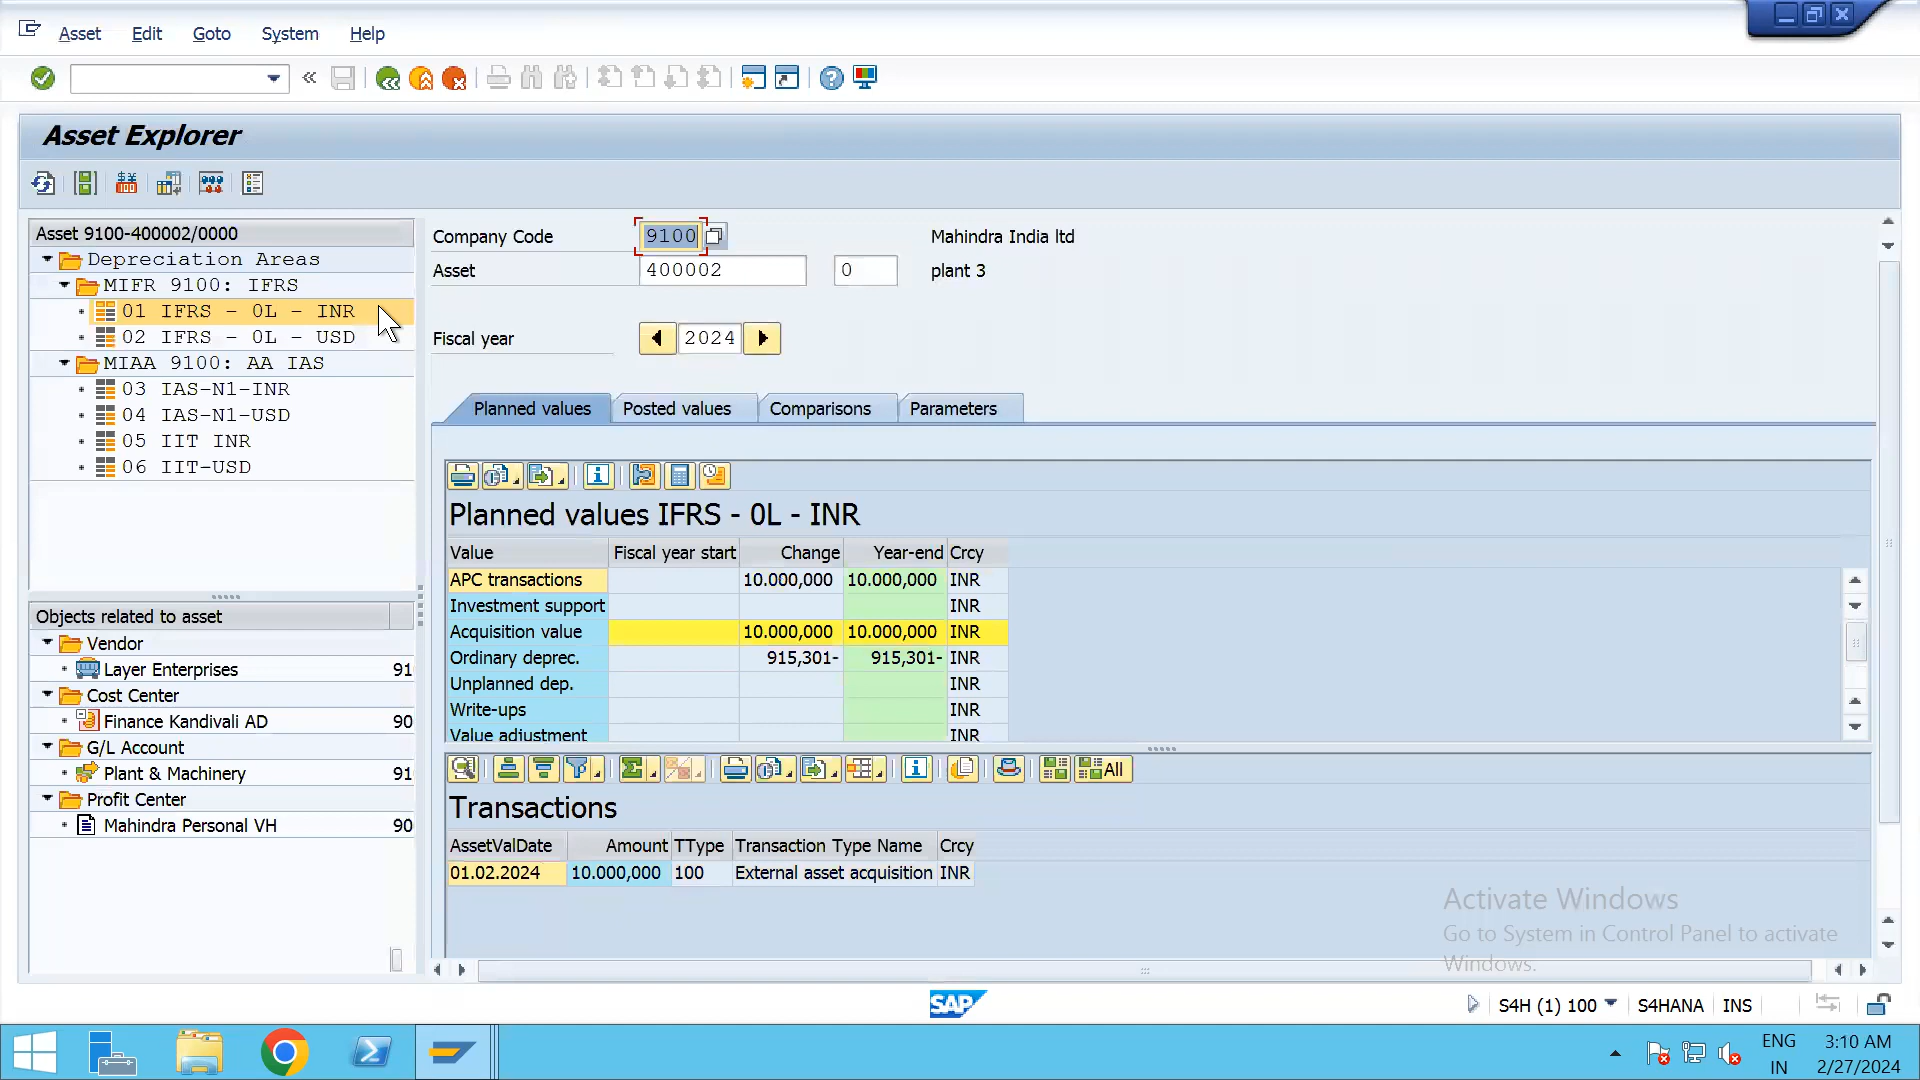 Asset Edit Goto System Help
Asset Explorer
Asset 9100-400002/0000
Depreciation Areas
MIFR 9100: IFRS
01 IFRS - 0L - INR
02 IFRS - 0L - USD
MIAA 9100: AA IAS
03 IAS-N1-INR
04 IAS-N1-USD
05 IIT INR
06 IIT-USD
Objects related to asset
Vendor
Layer Enterprises 91
Cost Center
Finance Kandivali AD 90
G/L Account
Plant & Machinery 91
Profit Center
Mahindra Personal VH 90
Company Code 9100 Mahindra India ltd
Asset 400002 0 plant 3
Fiscal year 2024
Planned values Posted values Comparisons Parameters
Planned values IFRS - 0L - INR
Value Fiscal year start Change Year-end Crcy
APC transactions 10.000,000 10.000,000 INR
Investment support INR
Acquisition value 10.000,000 10.000,000 INR
Ordinary deprec. 915,301- 915,301- INR
Unplanned dep. INR
Write-ups INR
Value adjustment INR
All
Transactions
AssetValDate Amount TType Transaction Type Name Crcy
01.02.2024 10.000,000 100 External asset acquisition INR
Activate Windows
Go to System in Control Panel to activate
Windows.
SAP
S4H (1) 100 S4HANA INS
ENG 3:10 AM
IN 2/27/2024